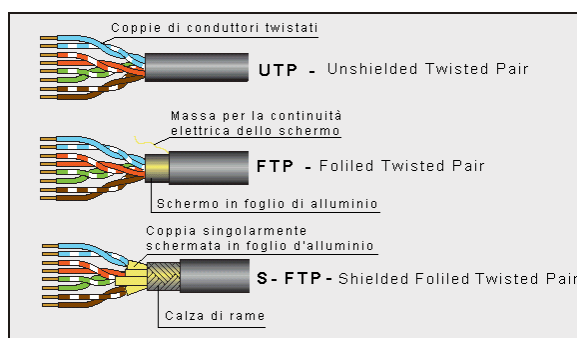 Coppie di conduttori twistati
UTP - Unshielded Twisted Pair
Massa per la continuità
elettrica dello schermo
FTP - Foliled Twisted Pair
Schermo in foglio di alluminio
Coppia singolarmente
schermata in foglio d'alluminio
S-FTP - Shielded Foliled Twisted Pair
Calza di rame